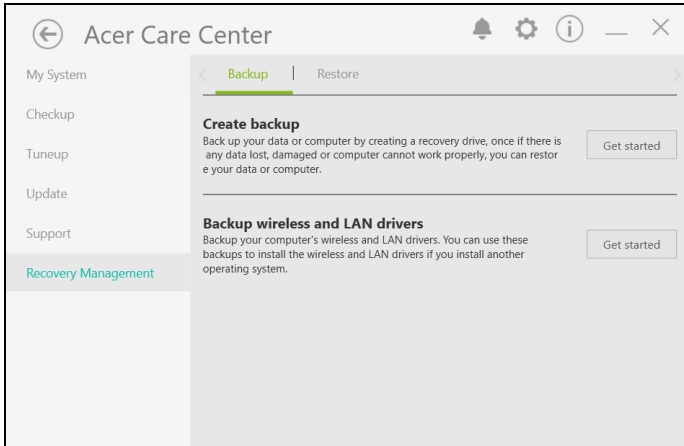 Acer Care Center
My System
Checkup
Tuneup
Update
Support
Recovery Management
Backup | Restore
Create backup
Back up your data or computer by creating a recovery drive, once if there is
any data lost, damaged or computer cannot work properly, you can restor
e your data or computer.
Get started
Backup wireless and LAN drivers
Backup your computer's wireless and LAN drivers. You can use these
backups to install the wireless and LAN drivers if you install another
operating system.
Get started